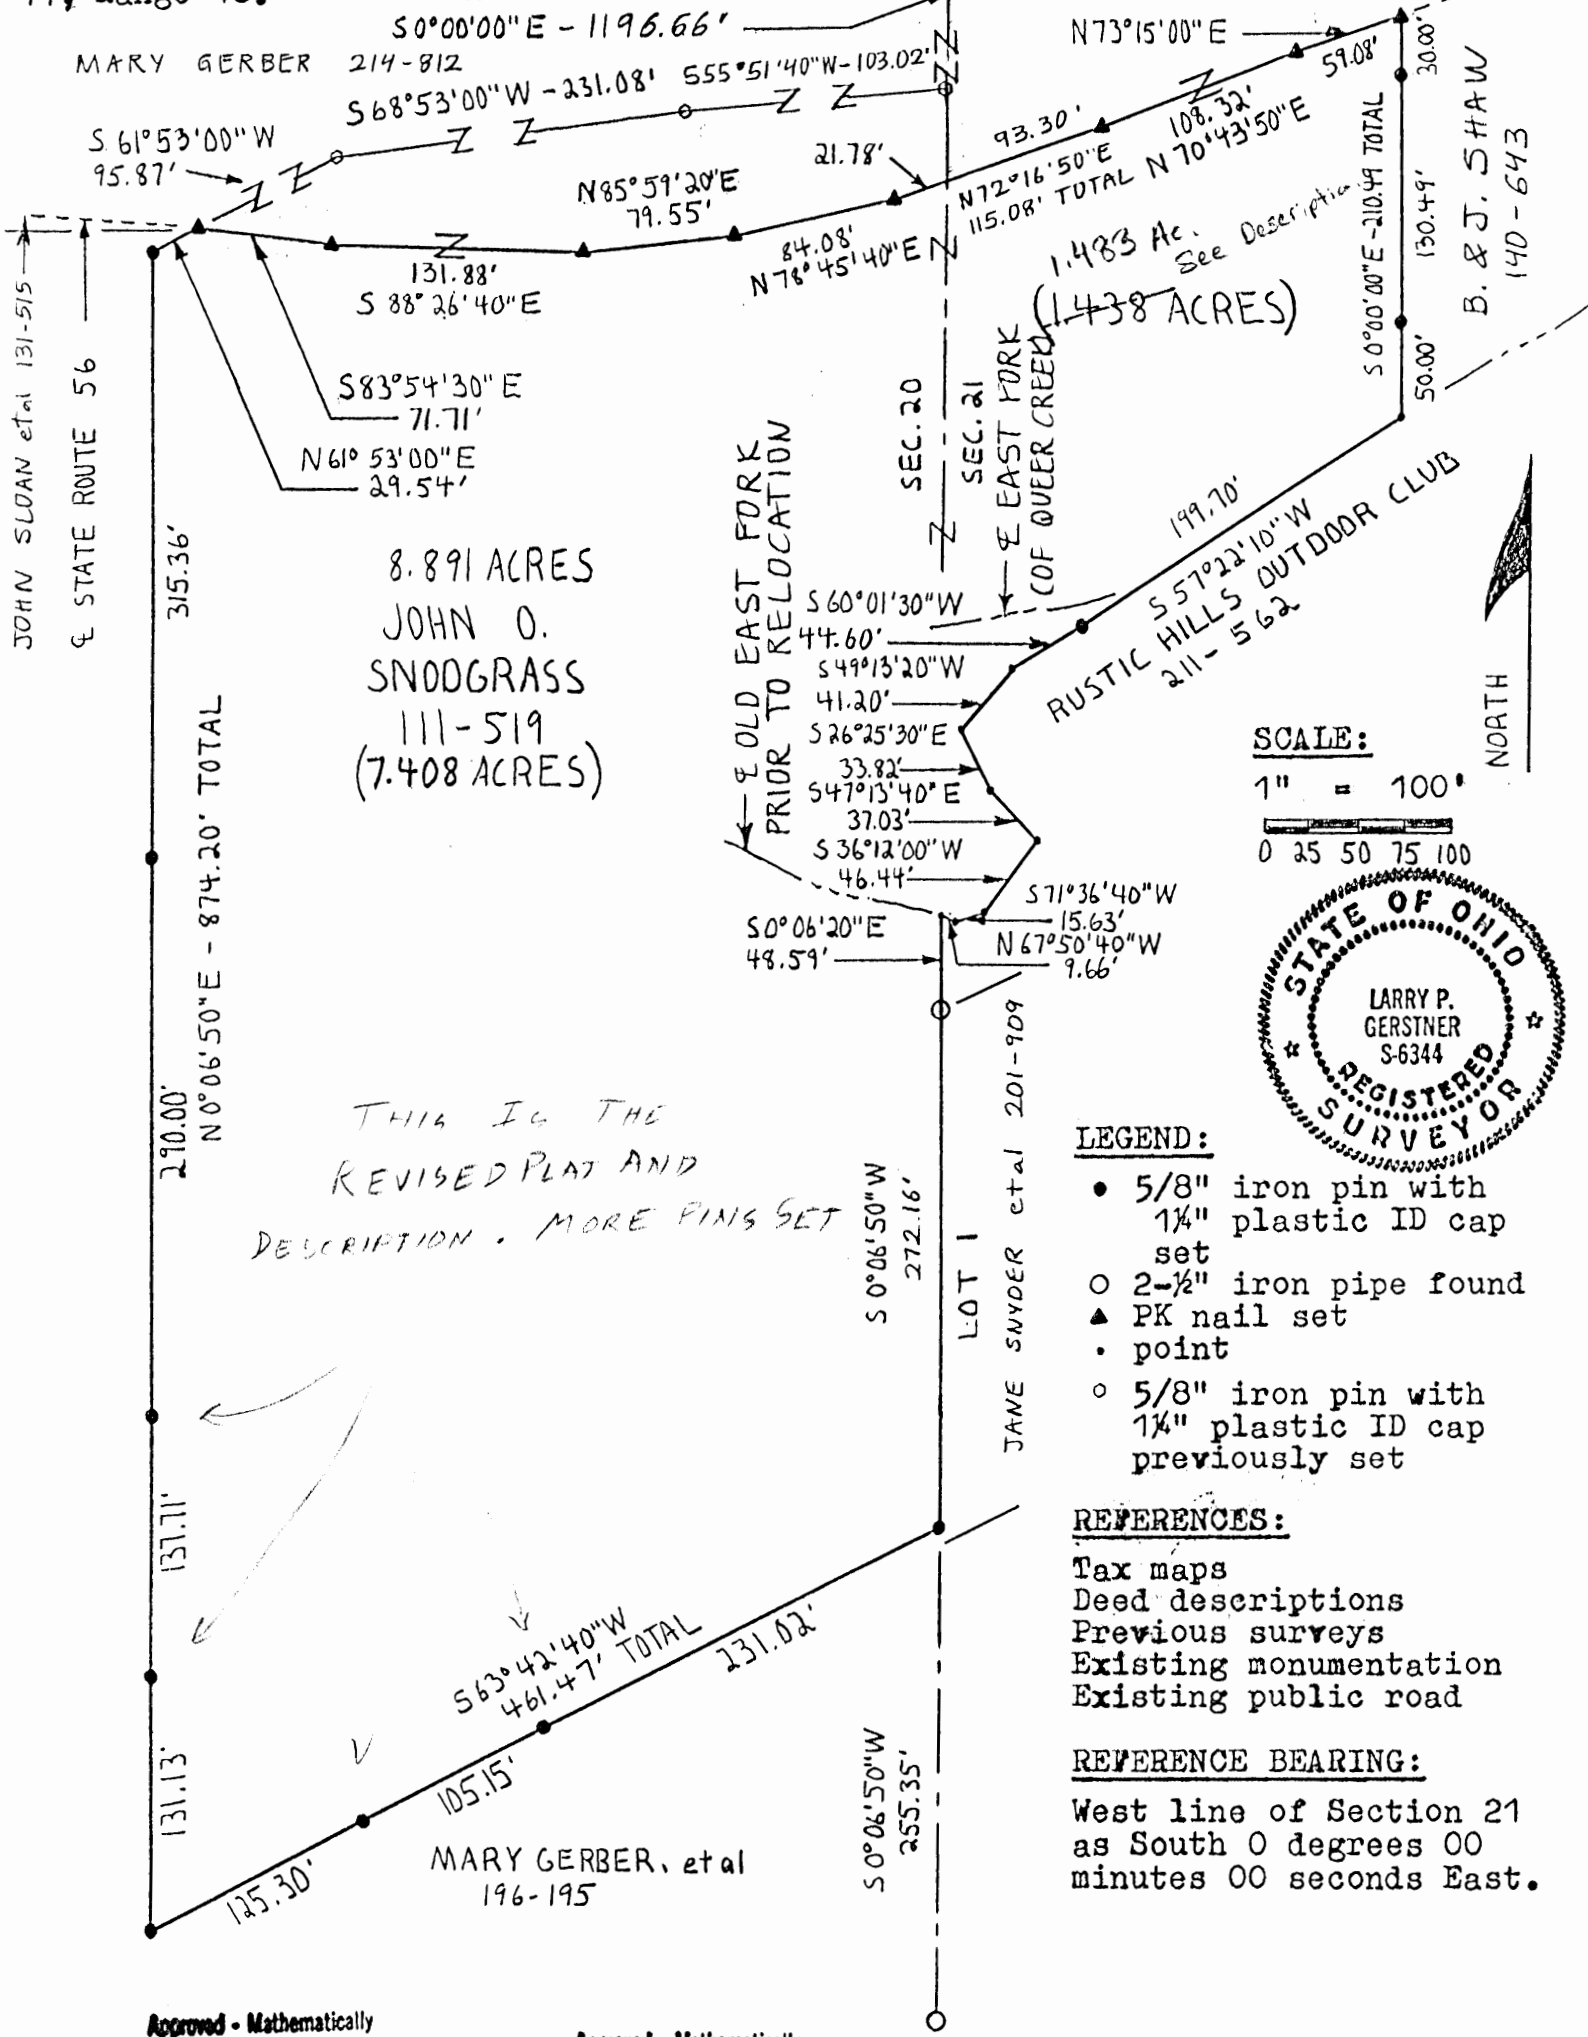 S0°00'00"E - 1196.66'
MARY GERBER 214-812
S 61°53'00"W
95.87'
S68°53'00"W - 231.08'
S55°51'40"W - 103.02'
N73°15'00"E
59.08'
30.00'
B. & J. SHAW
140-643
93.30'
108.32'
N 70°43'50"E
21.78'
N72°16'50"E
115.08' TOTAL
N85°59'20"E
79.55'
84.08'
N78°45'40"E
131.88'
S 88°26'40"E
S83°54'30"E
71.71'
N61°53'00"E
29.54'
1.483 Ac.
See Description
(1.438 ACRES)
S0°00'00"E - 210.49 TOTAL
130.49'
50.00'
JOHN SLOAN etal 131-515
℄ STATE ROUTE 56
315.36'
8.891 ACRES
JOHN O.
SNODGRASS
111-519
(7.408 ACRES)
SEC. 20
SEC. 21
℄ EAST FORK
(OF QUEER CREEK)
℄ OLD EAST FORK
PRIOR TO RELOCATION
199.70'
S57°22'10"W
RUSTIC HILLS OUTDOOR CLUB
211-562
S60°01'30"W
44.60'
S49°13'20"W
41.20'
S26°25'30"E
33.82'
S47°13'40"E
37.03'
S36°12'00"W
46.44'
S71°36'40"W
15.63'
N67°50'40"W
9.66'
S0°06'20"E
48.59'
NORTH
SCALE:
1" = 100'
0 25 50 75 100
STATE OF OHIO
LARRY P.
GERSTNER
S-6344
REGISTERED
SURVEYOR
N0°06'50"E - 874.20' TOTAL
290.00'
THIS IS THE
REVISED PLAT AND
DESCRIPTION. MORE PINS SET
S0°06'50"W
272.16'
LOT 1
JANE SNYDER etal 201-909
LEGEND:
5/8" iron pin with
1¼" plastic ID cap
set
2-½" iron pipe found
PK nail set
point
5/8" iron pin with
1¼" plastic ID cap
previously set
137.71'
131.13'
S63°42'40"W
461.47' TOTAL
231.02'
105.15'
125.30'
MARY GERBER, etal
196-195
S0°06'50"W
255.35'
REFERENCES:
Tax maps
Deed descriptions
Previous surveys
Existing monumentation
Existing public road
REFERENCE BEARING:
West line of Section 21
as South 0 degrees 00
minutes 00 seconds East.
Approved - Mathematically